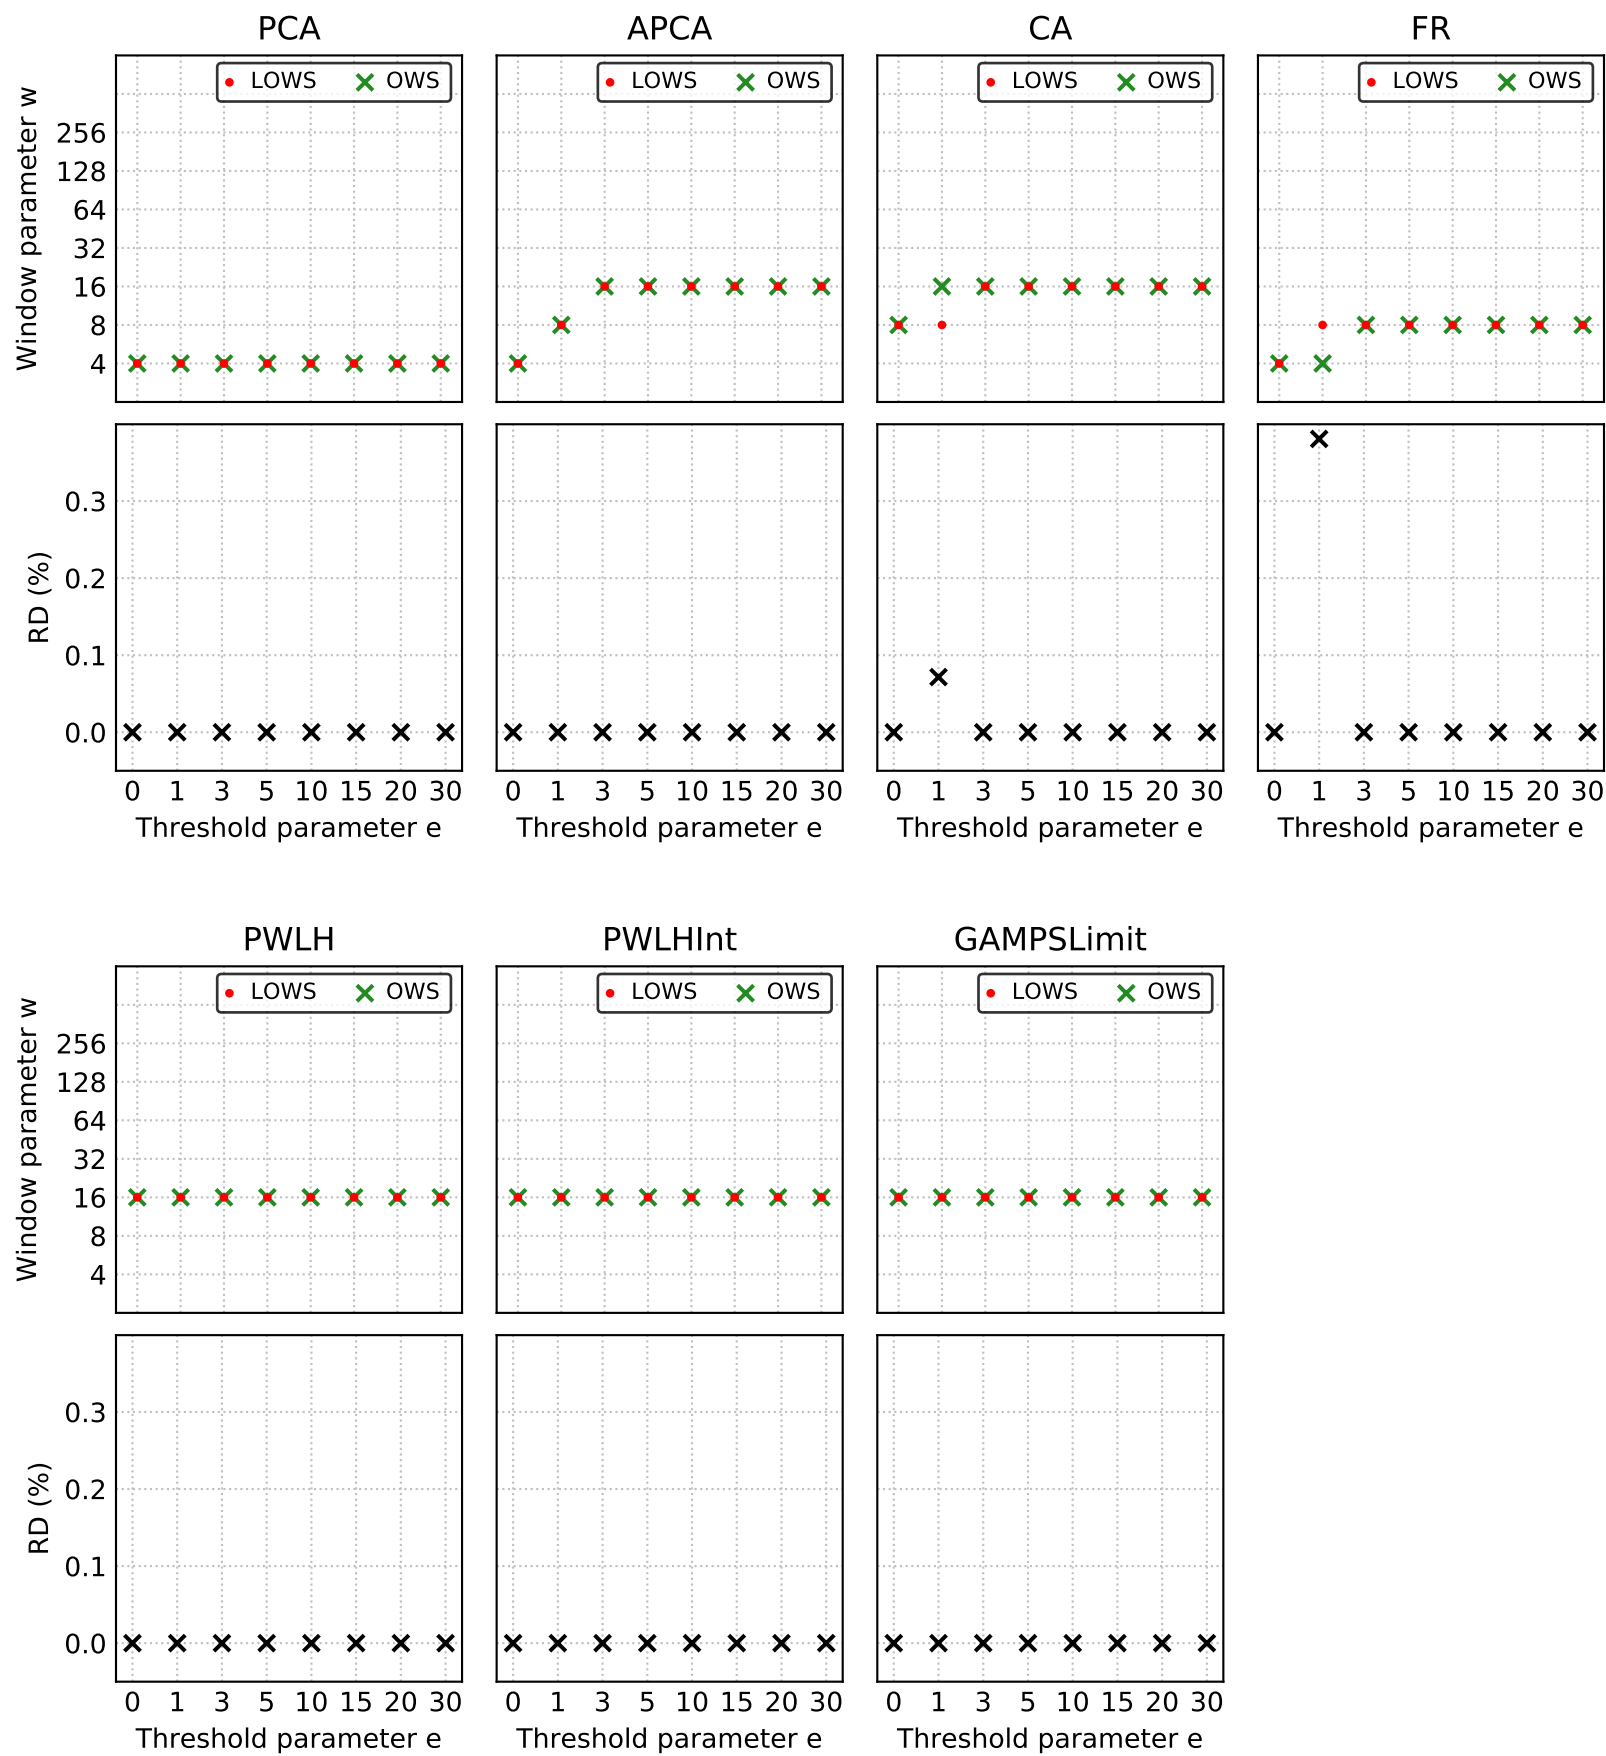 PCA APCA CA FR
LOWS OWS LOWS OWS LOWS OWS LOWS OWS
Window parameter w
256
128
64
32
16
8
4
RD (%)
0.3
0.2
0.1
0.0
0 1 3 5 10 15 20 30 0 1 3 5 10 15 20 30 0 1 3 5 10 15 20 30 0 1 3 5 10 15 20 30
Threshold parameter e Threshold parameter e Threshold parameter e Threshold parameter e
PWLH PWLHInt GAMPSLimit
LOWS OWS LOWS OWS LOWS OWS
Window parameter w
256
128
64
32
16
8
4
RD (%)
0.3
0.2
0.1
0.0
0 1 3 5 10 15 20 30 0 1 3 5 10 15 20 30 0 1 3 5 10 15 20 30
Threshold parameter e Threshold parameter e Threshold parameter e